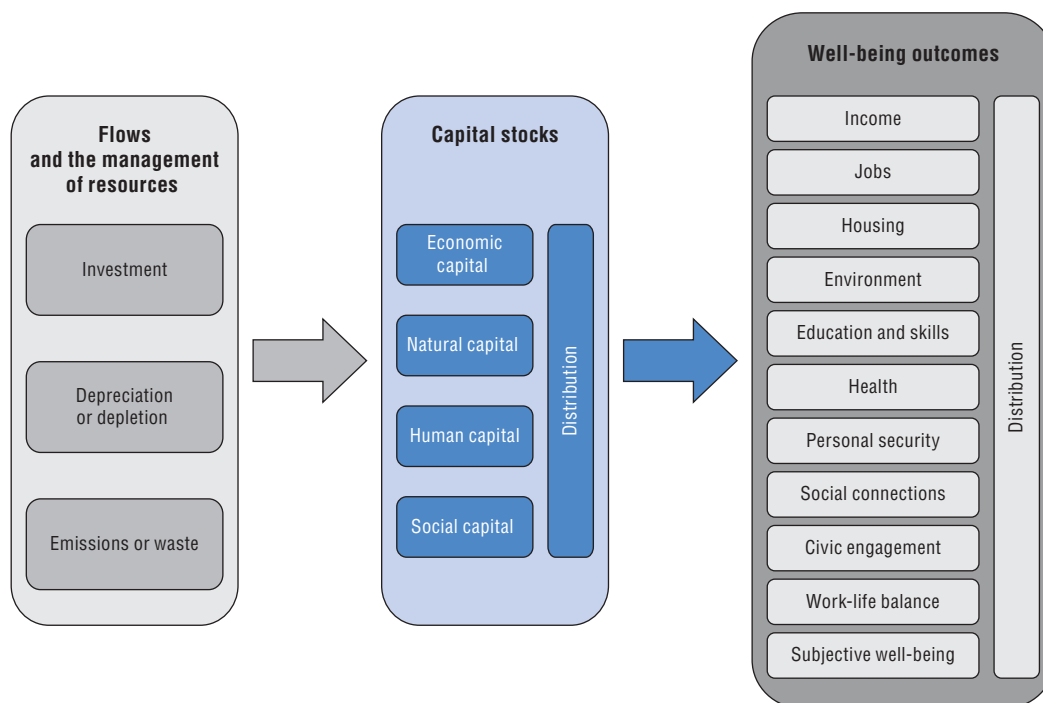 Flows
and the management
of resources
Investment
Depreciation
or depletion
Emissions or waste
Capital stocks
Economic
capital
Natural capital
Human capital
Social capital
Distribution
Well-being outcomes
Income
Jobs
Housing
Environment
Education and skills
Health
Personal security
Social connections
Civic engagement
Work-life balance
Subjective well-being
Distribution